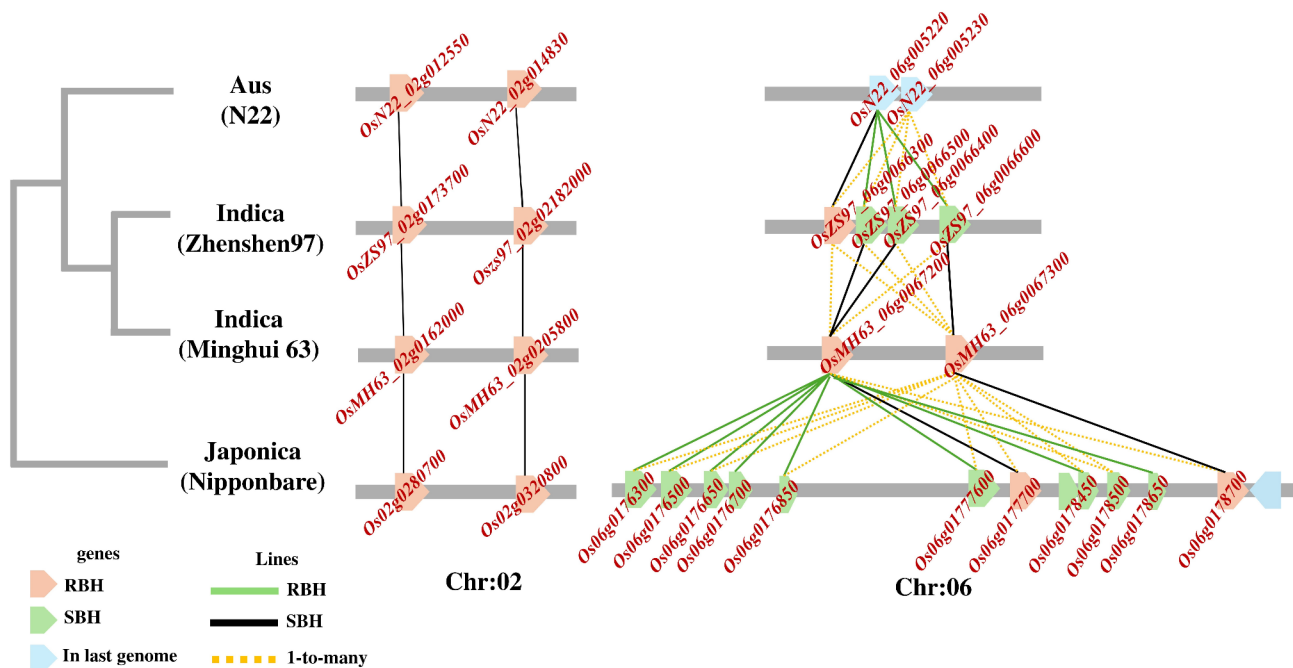 Aus
(N22)
OsN22_02g012550
OsN22_02g014830
OsN22_06g005220
OsN22_06g005230
Indica
(Zhenshen97)
OsZS97_02g0173700
Oszs97_02g02182000
OsZS97_06g0066300
OsZS97_06g0066500
OsZS97_06g0066400
OsZS97_06g0066600
Indica
(Minghui 63)
OsMH63_02g0162000
OsMH63_02g0205800
OsMH63_06g0067200
OsMH63_06g0067300
Japonica
(Nipponbare)
Os02g0280700
Os02g0320800
Os06g0176300
Os06g0176500
Os06g0176650
Os06g0176700
Os06g0176850
Os06g01777600
Os06g0177700
Os06g0178450
Os06g0178500
Os06g0178650
Os06g0178700
Chr:02
Chr:06
genes
RBH
SBH
In last genome
Lines
RBH
SBH
1-to-many